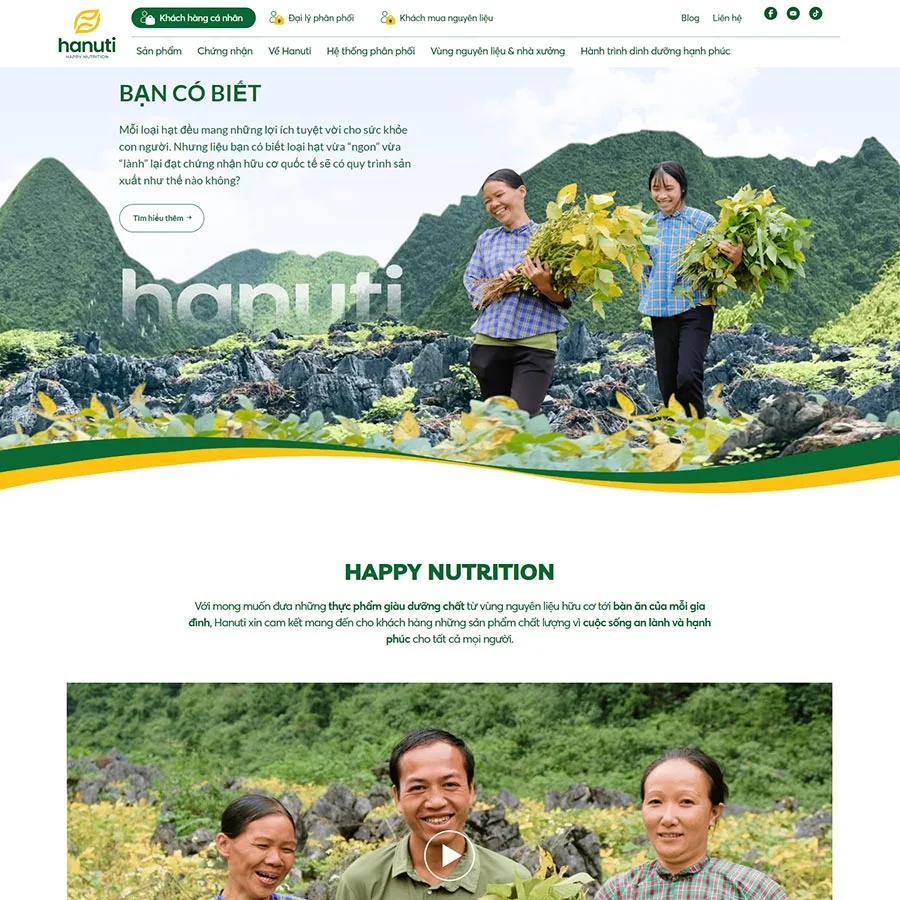 hanuti
HAPPY NUTRITION
Khách hàng cá nhân
Đại lý phân phối
Khách mua nguyên liệu
Blog
Liên hệ
Sản phẩm
Chứng nhận
Về Hanuti
Hệ thống phân phối
Vùng nguyên liệu & nhà xưởng
Hành trình dinh dưỡng hạnh phúc
BẠN CÓ BIẾT
Mỗi loại hạt đều mang những lợi ích tuyệt vời cho sức khỏe
con người. Nhưng liệu bạn có biết loại hạt vừa “ngon” vừa
“lành” lại đạt chứng nhận hữu cơ quốc tế sẽ có quy trình sản
xuất như thế nào không?
Tìm hiểu thêm →
hanuti
HAPPY NUTRITION
Với mong muốn đưa những thực phẩm giàu dưỡng chất từ vùng nguyên liệu hữu cơ tới bàn ăn của mỗi gia
đình, Hanuti xin cam kết mang đến cho khách hàng những sản phẩm chất lượng vì cuộc sống an lành và hạnh
phúc cho tất cả mọi người.